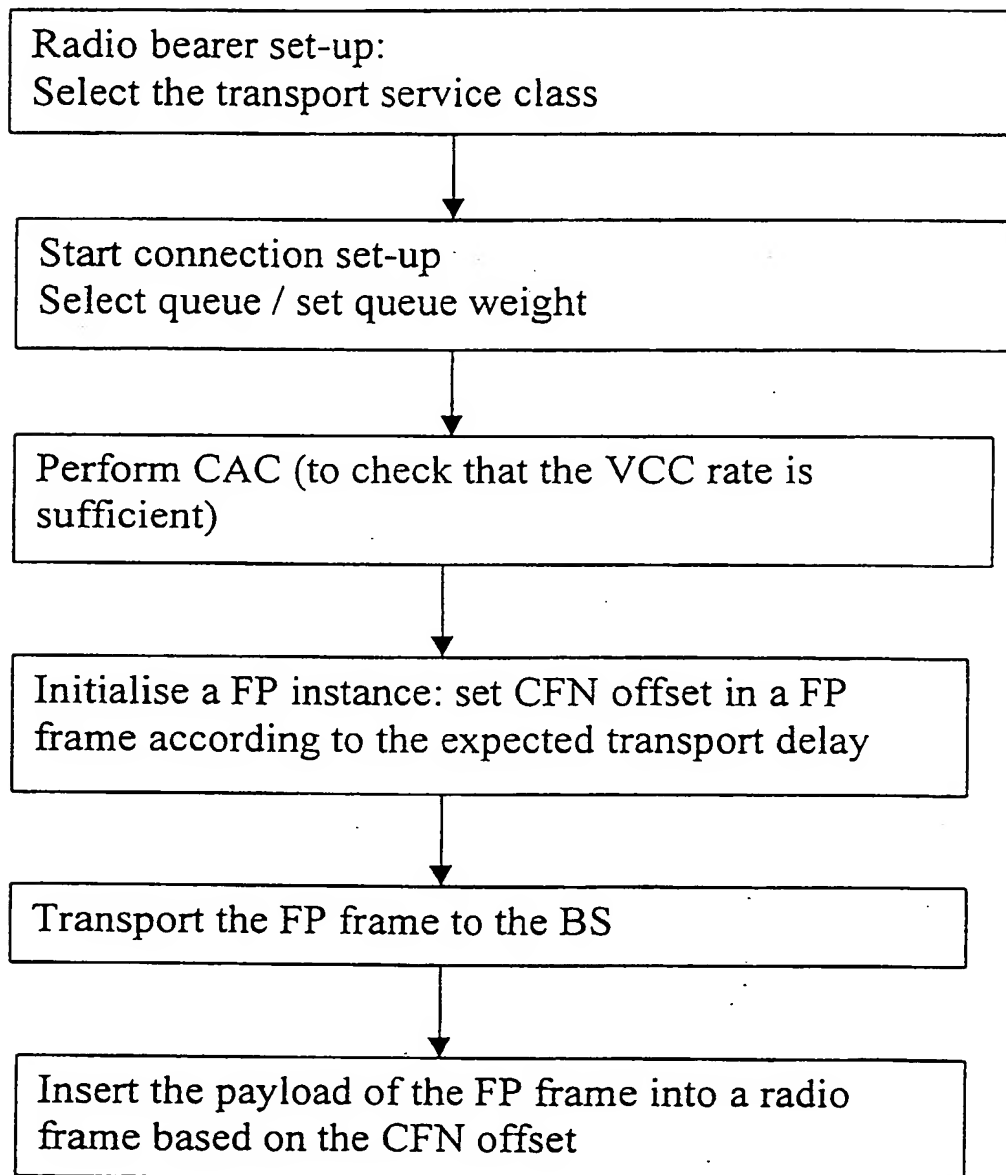 Radio bearer set-up:
Select the transport service class
Start connection set-up
Select queue / set queue weight
Perform CAC (to check that the VCC rate is
sufficient)
Initialise a FP instance: set CFN offset in a FP
frame according to the expected transport delay
Transport the FP frame to the BS
Insert the payload of the FP frame into a radio
frame based on the CFN offset